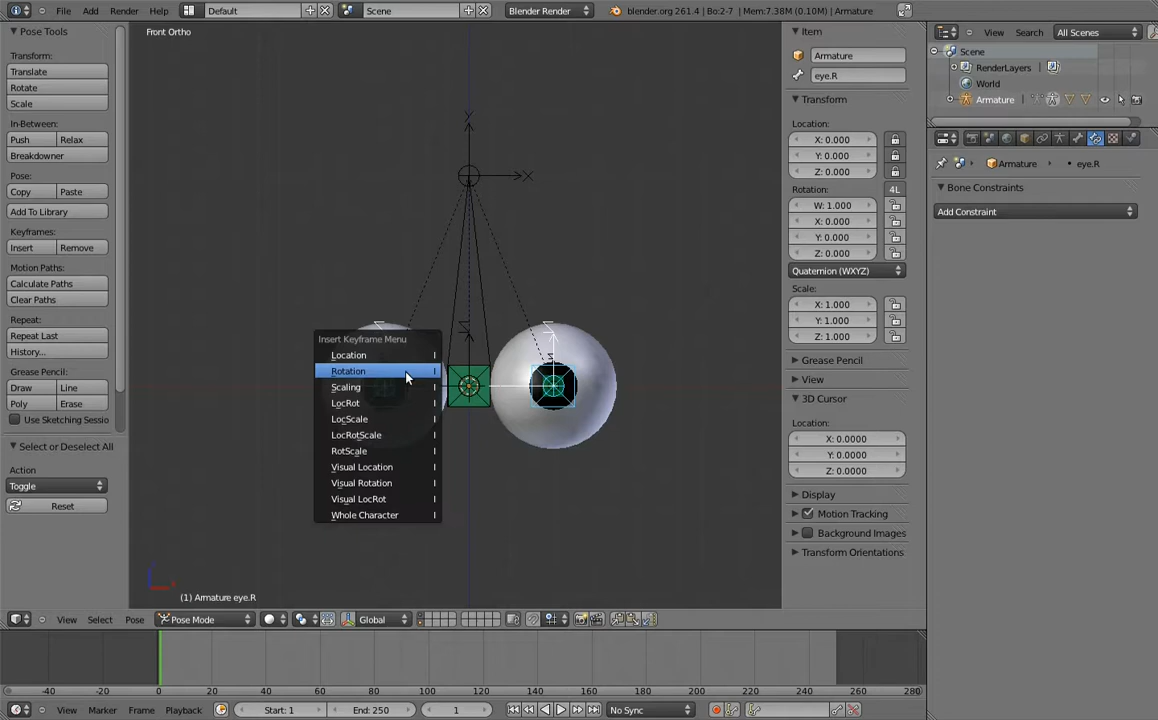 File Add Render Help Default Scene Blender Render blender.org 261.4 | Bo:2-7 | Mem:7.38M (0.10M) | Armature
Pose Tools
Transform:
Translate
Rotate
Scale
In-Between:
Push Relax
Breakdowner
Pose:
Copy Paste
Add To Library
Keyframes:
Insert Remove
Motion Paths:
Calculate Paths
Clear Paths
Repeat:
Repeat Last
History...
Grease Pencil:
Draw Line
Poly Erase
Use Sketching Sessio
Select or Deselect All
Action
Toggle
Reset
Front Ortho
Y
X
Insert Keyframe Menu
Location I
Rotation I
Scaling I
LocRot I
LocScale I
LocRotScale I
RotScale I
Visual Location I
Visual Rotation I
Visual LocRot I
Whole Character I
(1) Armature eye.R
View Select Pose Pose Mode Global
Item
Armature
eye.R
Transform
Location:
X: 0.000
Y: 0.000
Z: 0.000
Rotation: 4L
W: 1.000
X: 0.000
Y: 0.000
Z: 0.000
Quaternion (WXYZ)
Scale:
X: 1.000
Y: 1.000
Z: 1.000
Grease Pencil
View
3D Cursor
Location:
X: 0.0000
Y: 0.0000
Z: 0.0000
Display
Motion Tracking
Background Images
Transform Orientations
View Search All Scenes
Scene
RenderLayers |
World
Armature |
Armature eye.R
Bone Constraints
Add Constraint
-40 -20 0 20 40 60 80 100 120 140 160 180 200 220 240 260 280
View Marker Frame Playback Start: 1 End: 250 1 No Sync